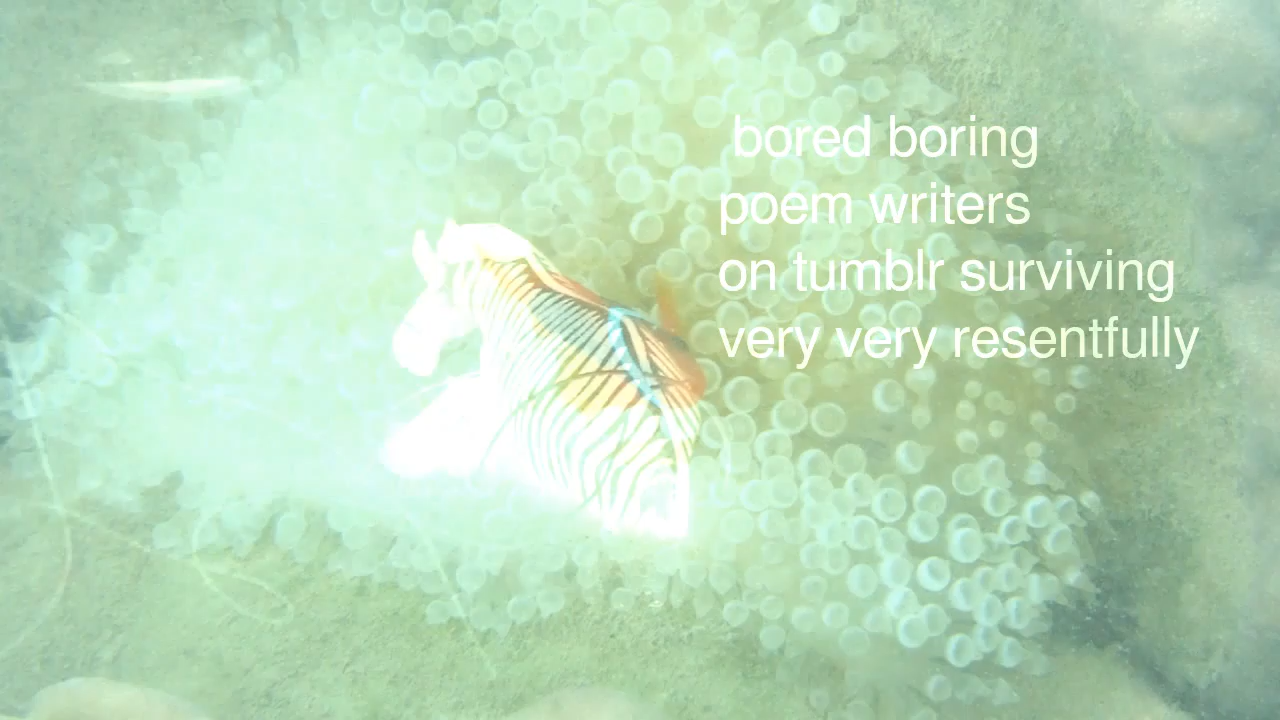 bored boring
poem writers
on tumblr surviving
very very resentfully